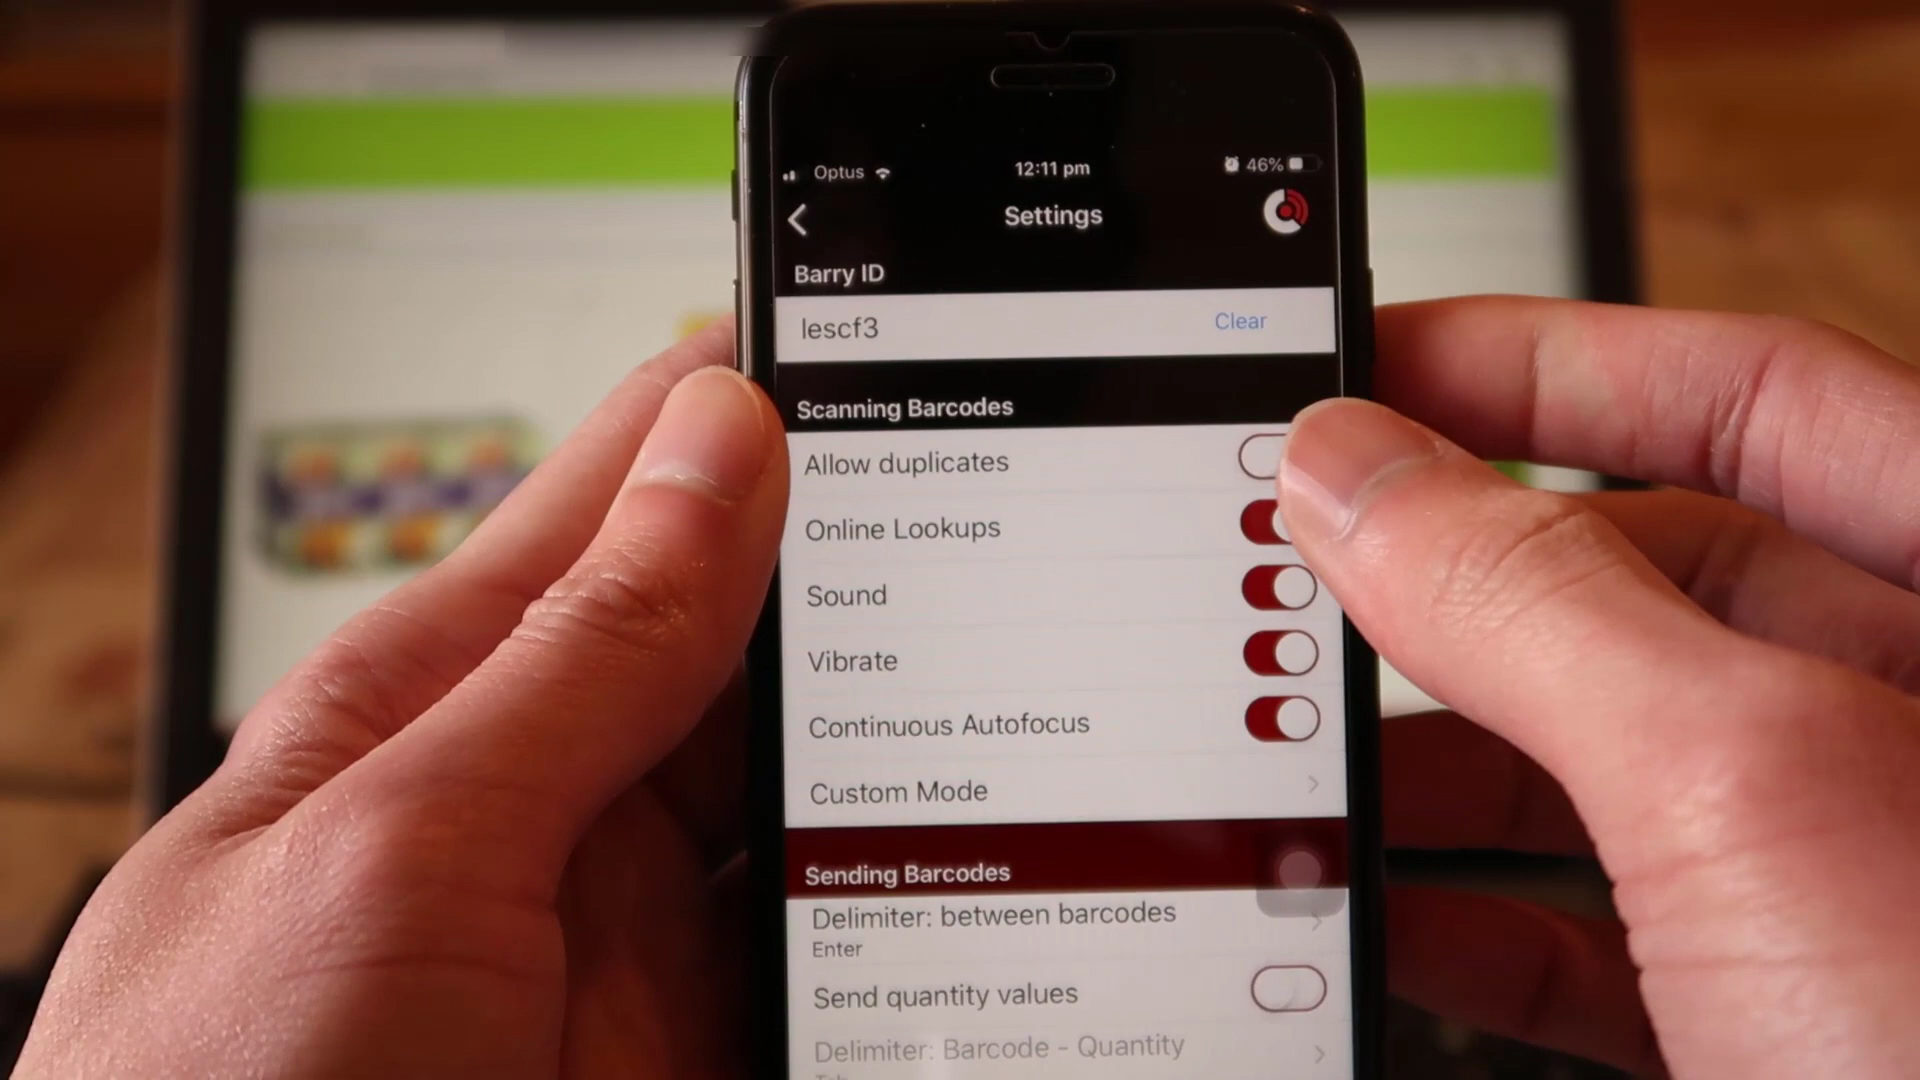 Optus
12:11 pm
46%
Settings
Barry ID
lescf3
Clear
Scanning Barcodes
Allow duplicates
Online Lookups
Sound
Vibrate
Continuous Autofocus
Custom Mode
Sending Barcodes
Delimiter: between barcodes
Enter
Send quantity values
Delimiter: Barcode - Quantity